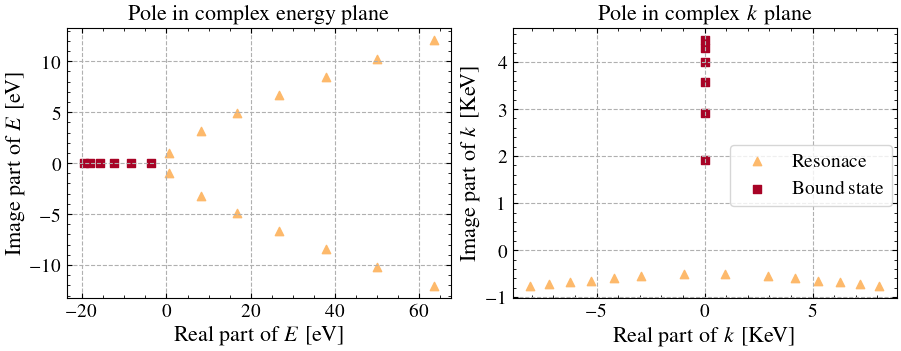 Pole in complex energy plane
Image part of E [eV]
10
5
0
−5
−10
−20
0
20
40
60
Real part of E [eV]
Pole in complex k plane
Image part of k [KeV]
4
3
2
1
0
−1
−5
0
5
Real part of k [KeV]
Resonace
Bound state